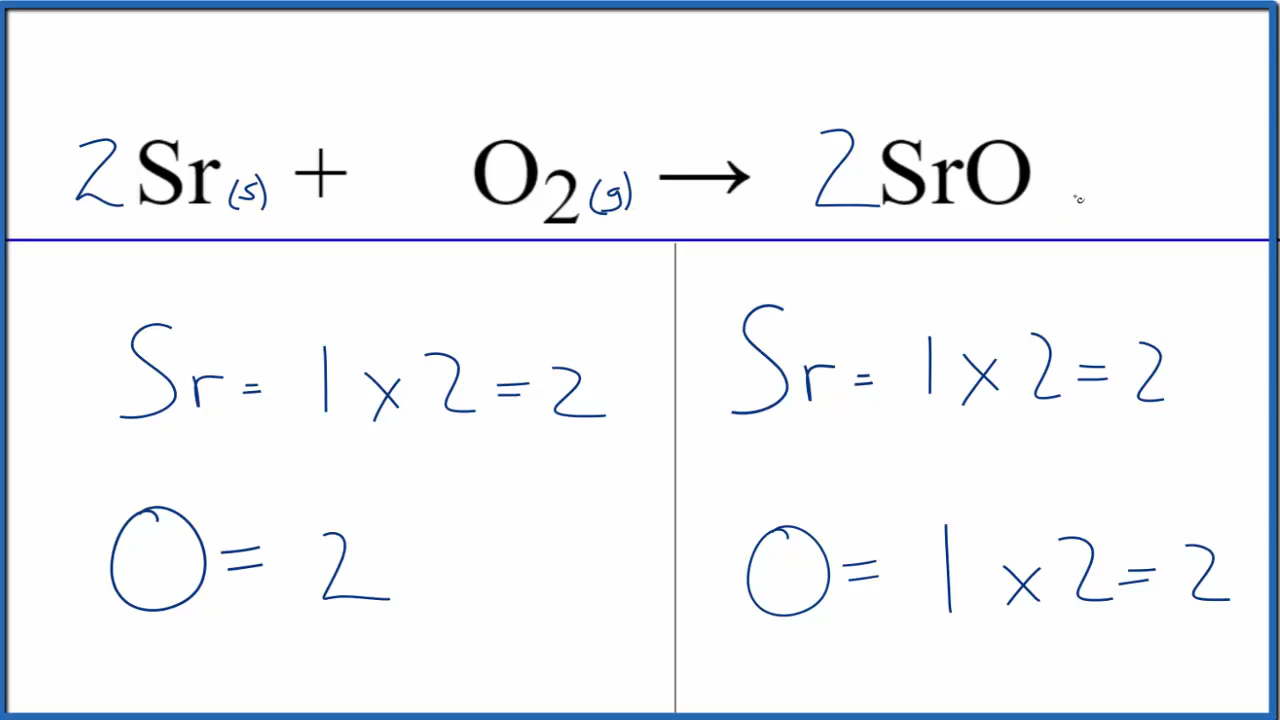 2Sr(s) + O2(g) → 2SrO
Sr = 1 x 2 = 2
Sr = 1 x 2 = 2
O = 2
O = 1 x 2 = 2